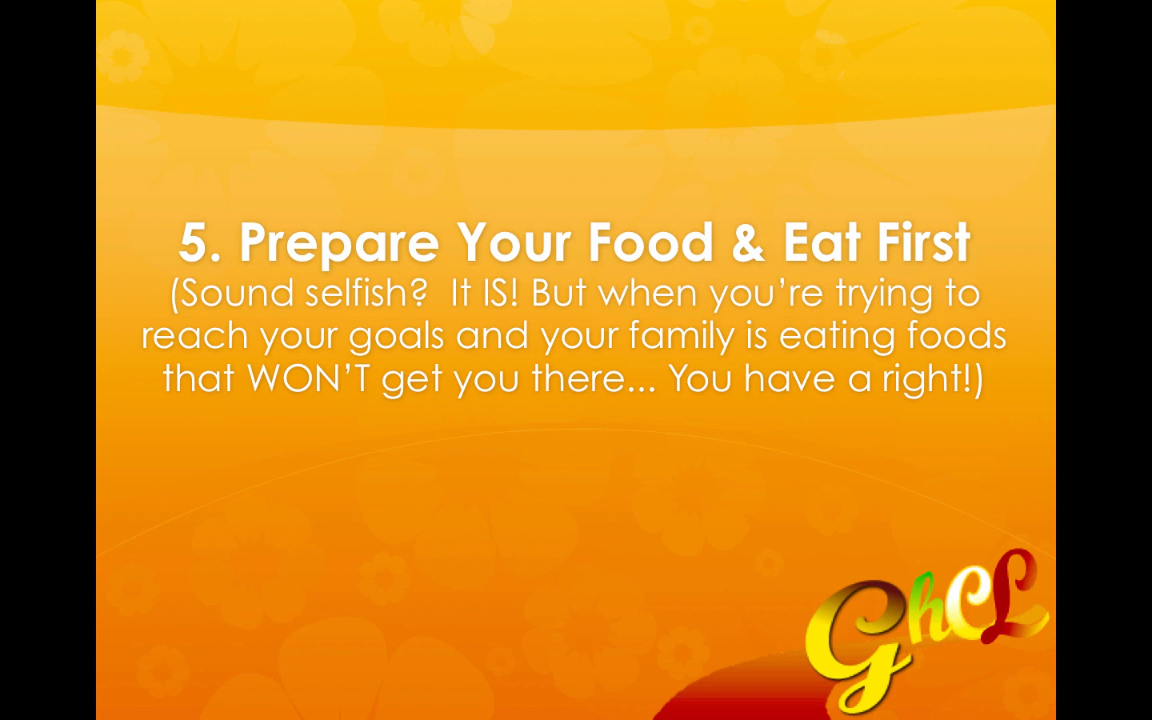 5. Prepare Your Food & Eat First
(Sound selfish?  It IS! But when you’re trying to
reach your goals and your family is eating foods
that WON’T get you there... You have a right!)
GhCL